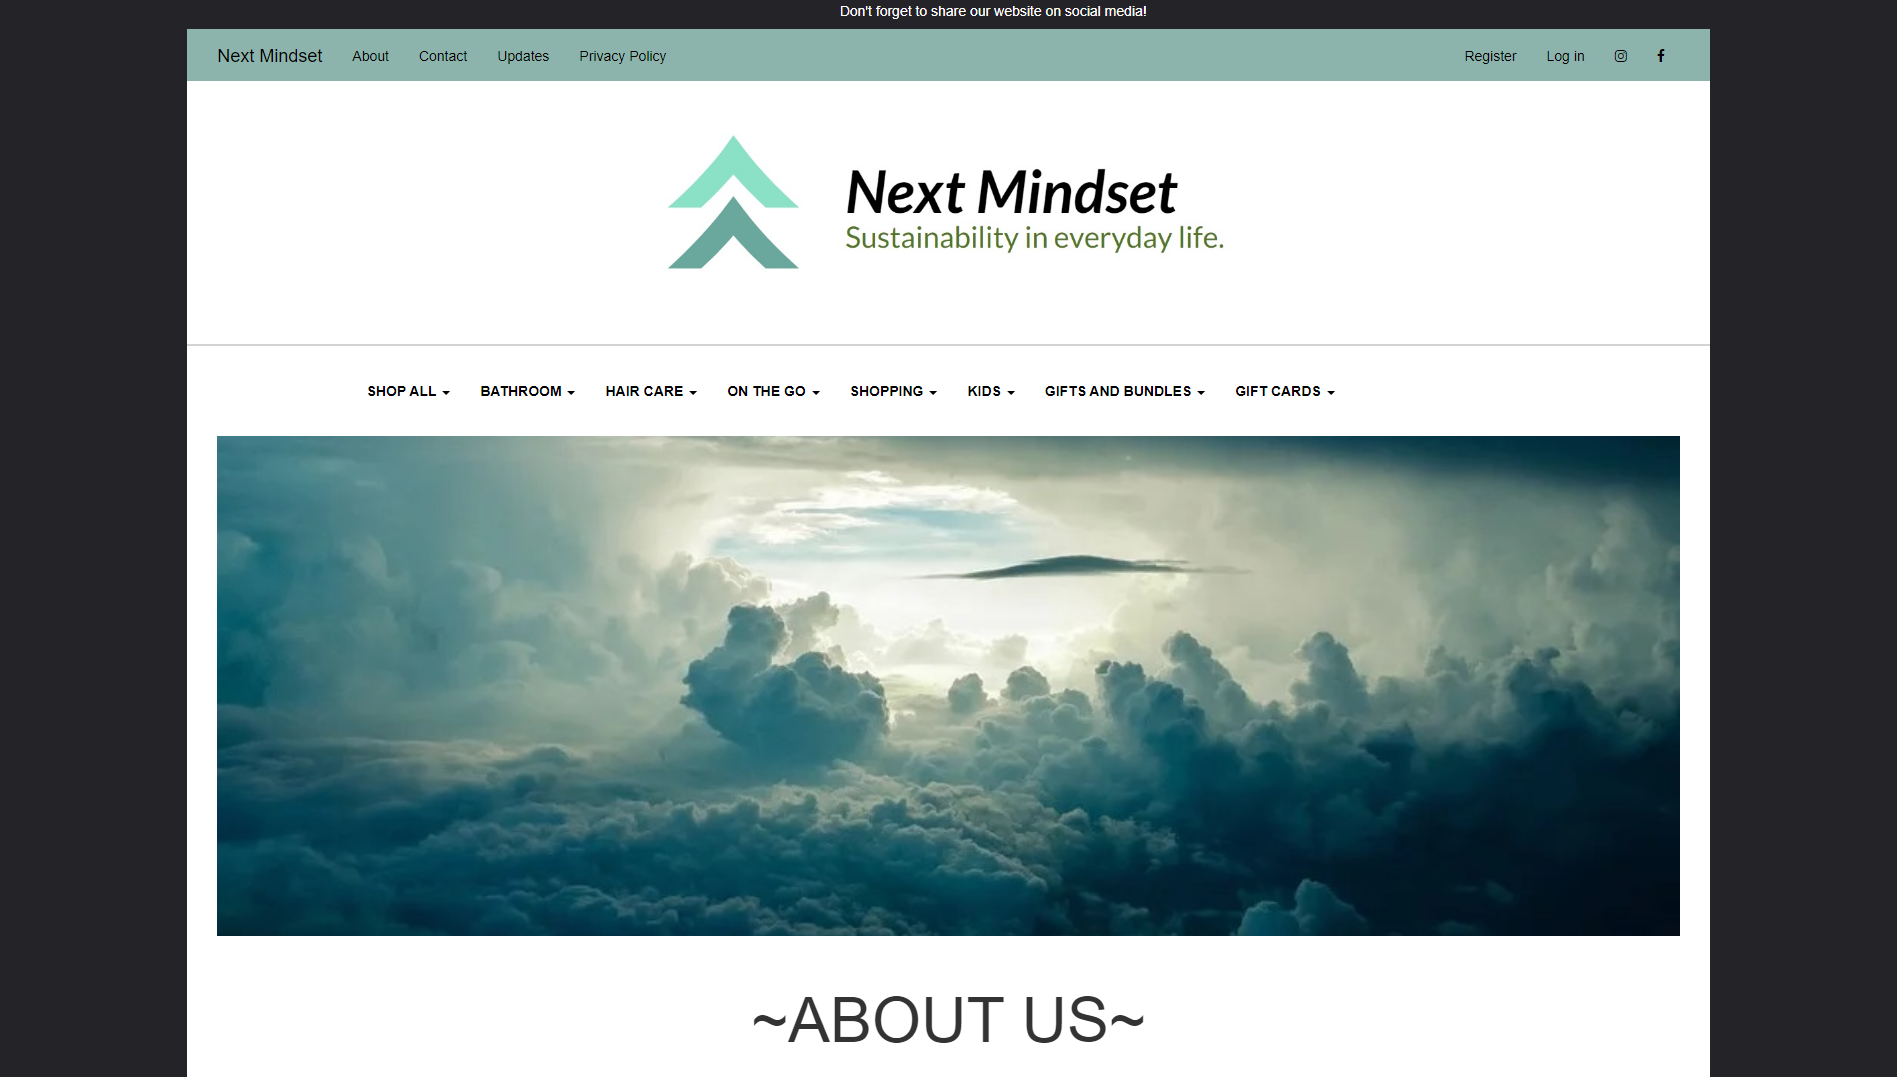 Don't forget to share our website on social media!
Next Mindset About Contact Updates Privacy Policy Register Log in
Next Mindset
Sustainability in everyday life.
SHOP ALL BATHROOM HAIR CARE ON THE GO SHOPPING KIDS GIFTS AND BUNDLES GIFT CARDS
~ABOUT US~